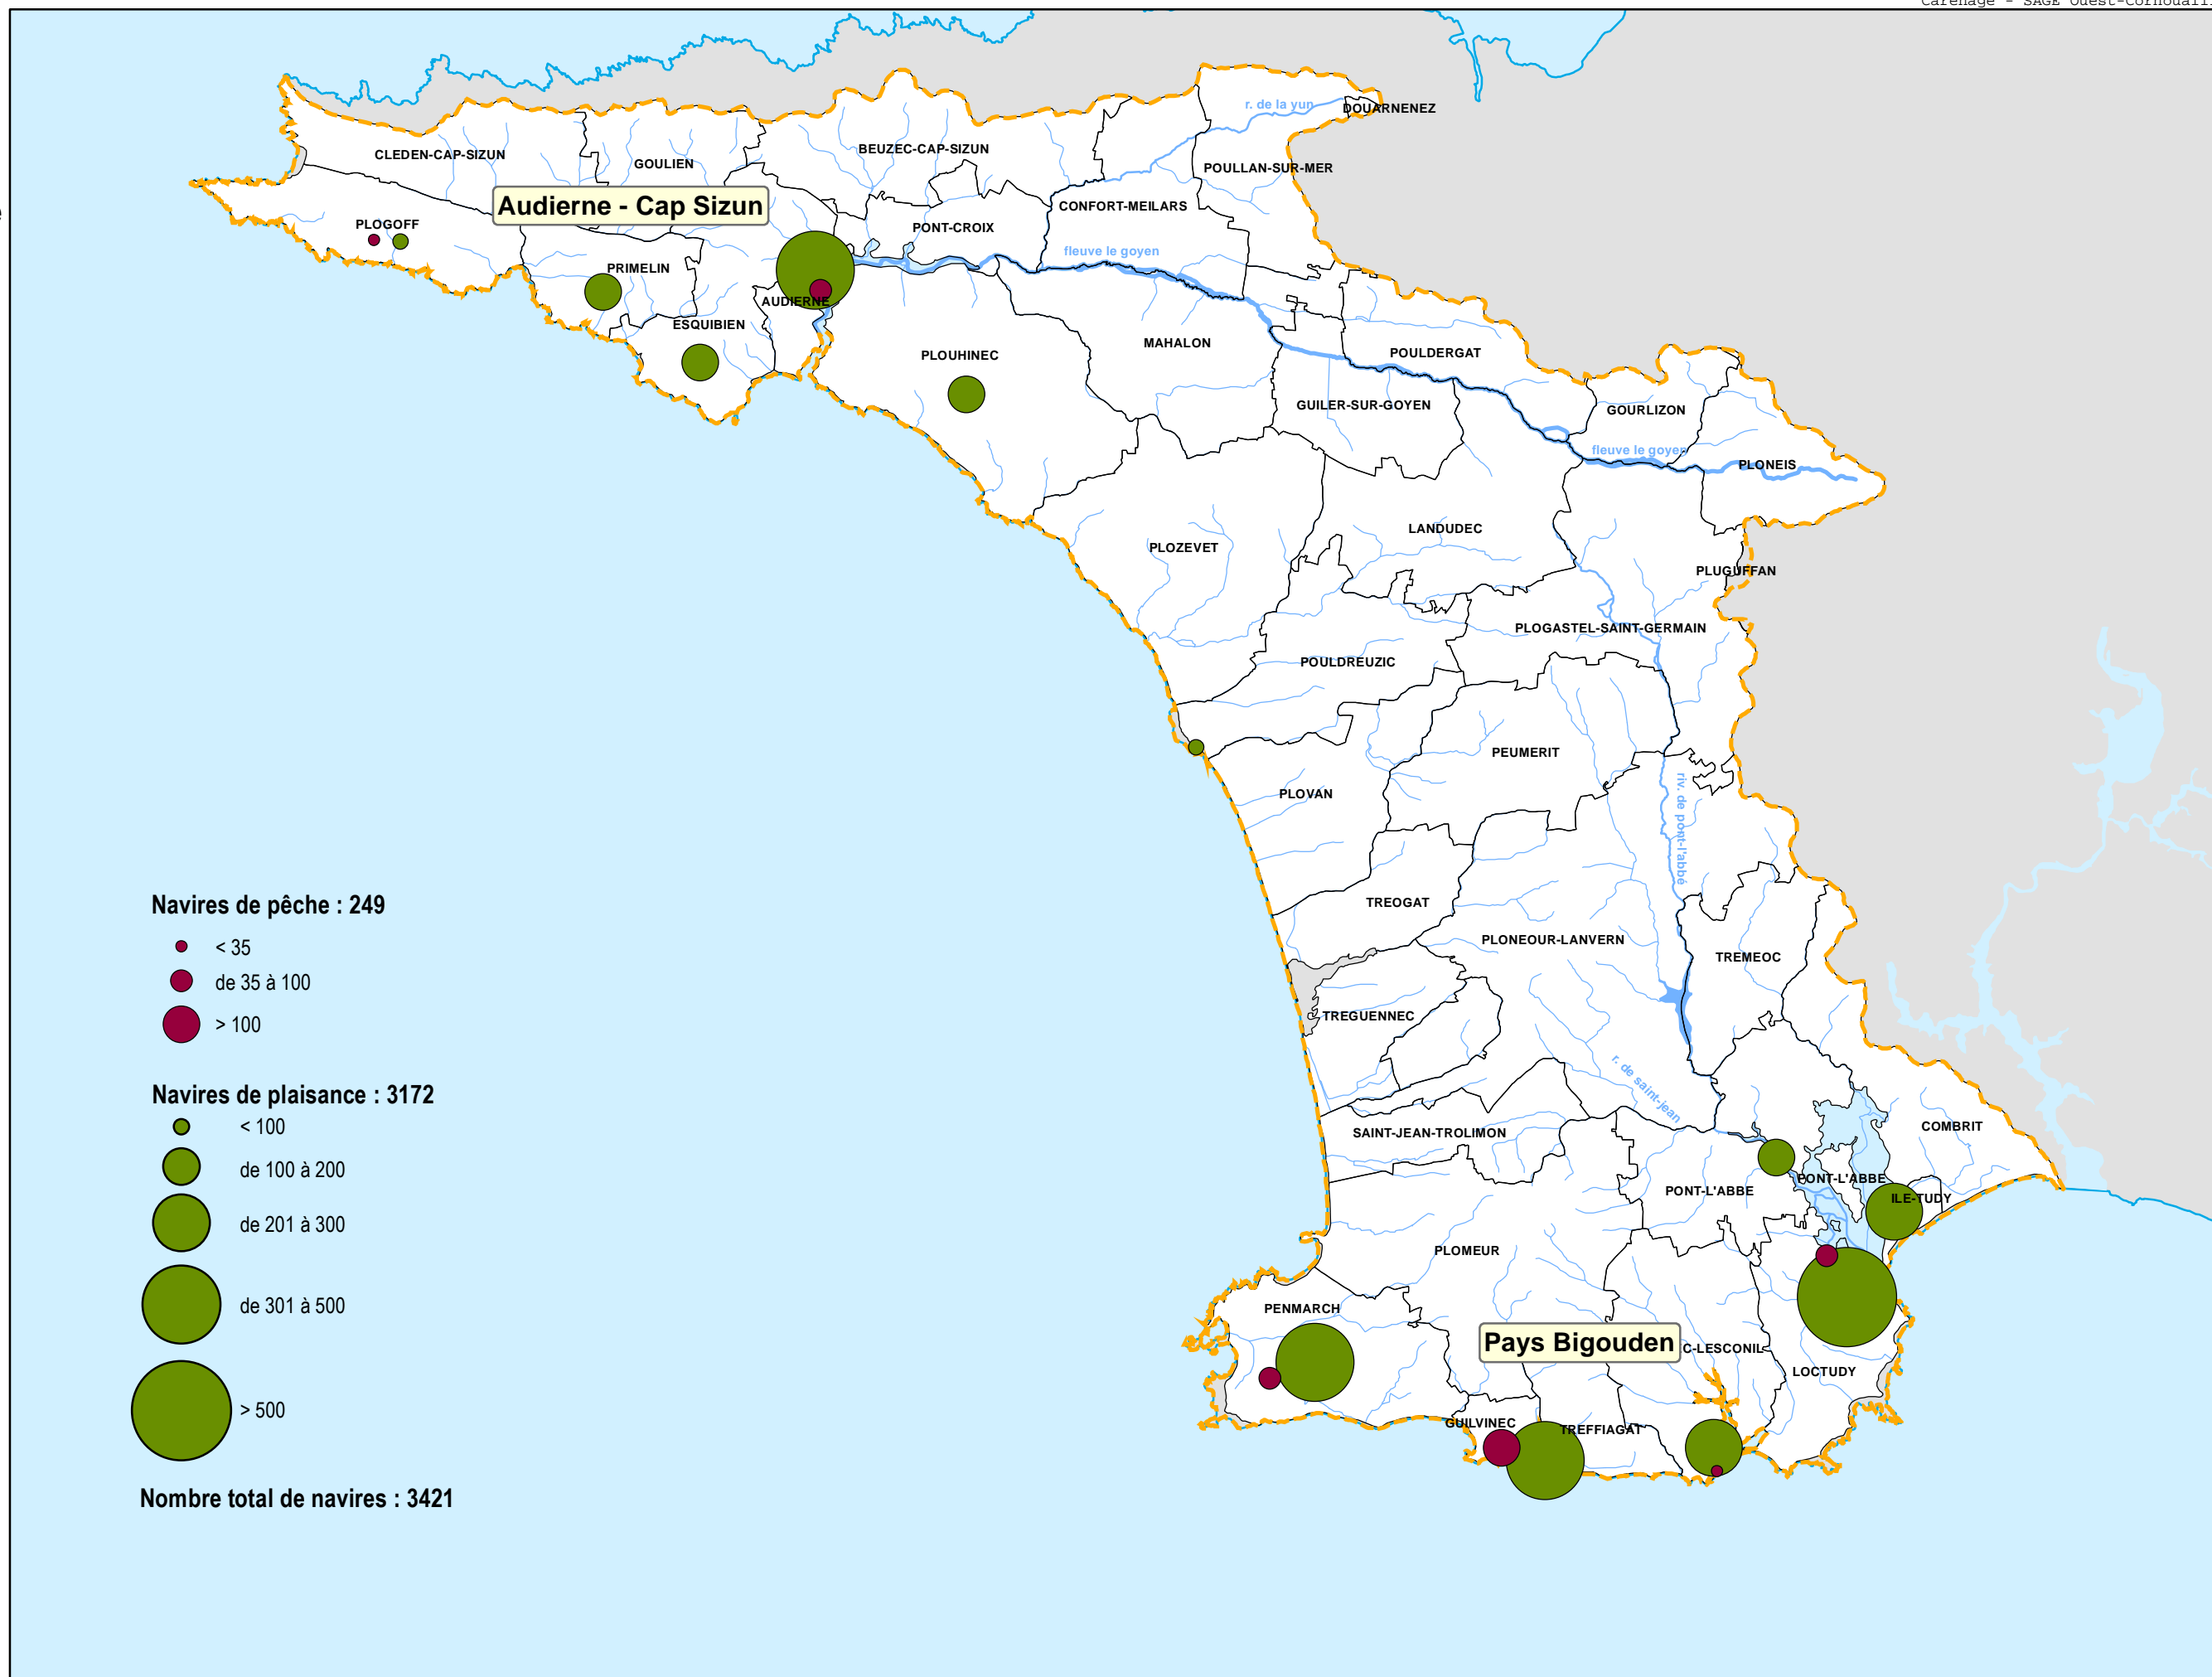 CLEDEN-CAP-SIZUN
GOULIEN
BEUZEC-CAP-SIZUN
r. de la yun
DOUARNENEZ
POULLAN-SUR-MER
Audierne - Cap Sizun
PLOGOFF
PONT-CROIX
CONFORT-MEILARS
fleuve le goyen
PRIMELIN
AUDIERNE
ESQUIBIEN
PLOUHINEC
MAHALON
POULDERGAT
GUILER-SUR-GOYEN
GOURLIZON
fleuve le goyen
PLONEIS
LANDUDEC
PLOZEVET
PLUGUFFAN
PLOGASTEL-SAINT-GERMAIN
POULDREUZIC
PEUMERIT
PLOVAN
riv. de pont-l'abbé
TREOGAT
PLONEOUR-LANVERN
TREMEOC
TREGUENNEC
r. de saint-jean
SAINT-JEAN-TROLIMON
COMBRIT
PONT-L'ABBE
PONT-L'ABBE
ILE-TUDY
PLOMEUR
PENMARCH
Pays Bigouden
C-LESCONIL
LOCTUDY
GUILVINEC
TREFFIAGAT
Navires de pêche : 249
< 35
de 35 à 100
> 100
Navires de plaisance : 3172
< 100
de 100 à 200
de 201 à 300
de 301 à 500
> 500
Nombre total de navires : 3421